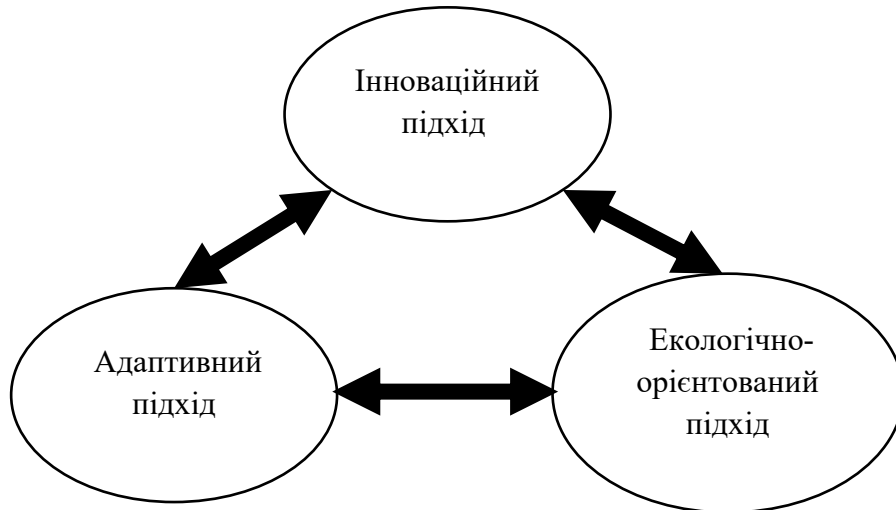 Інноваційний
підхід
Адаптивний
підхід
Екологічно-
орієнтований
підхід